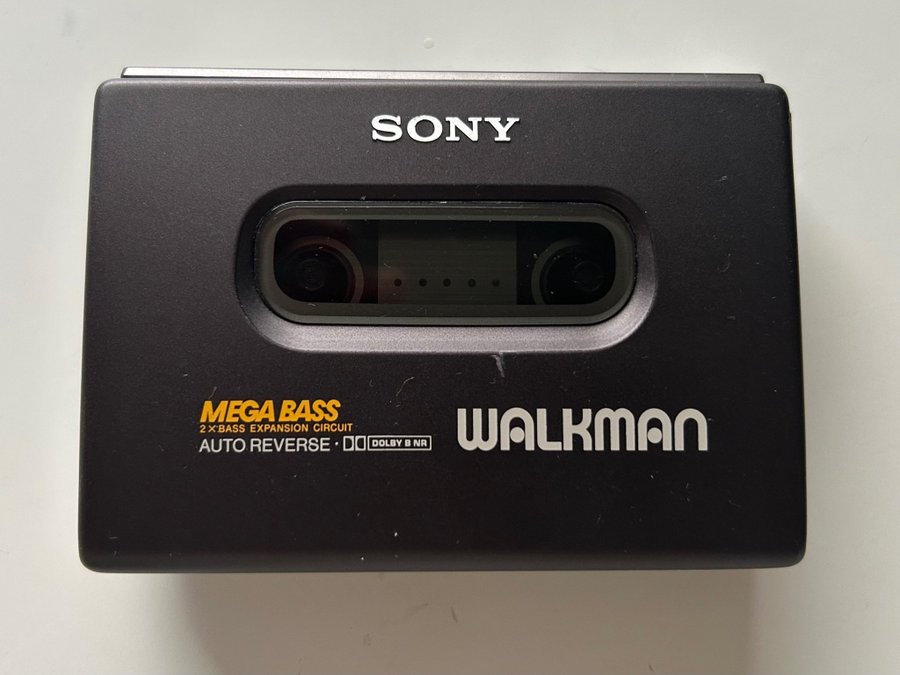 SONY
MEGA BASS
2×BASS EXPANSION CIRCUIT
AUTO REVERSE · DOLBY B NR
WALKMAN